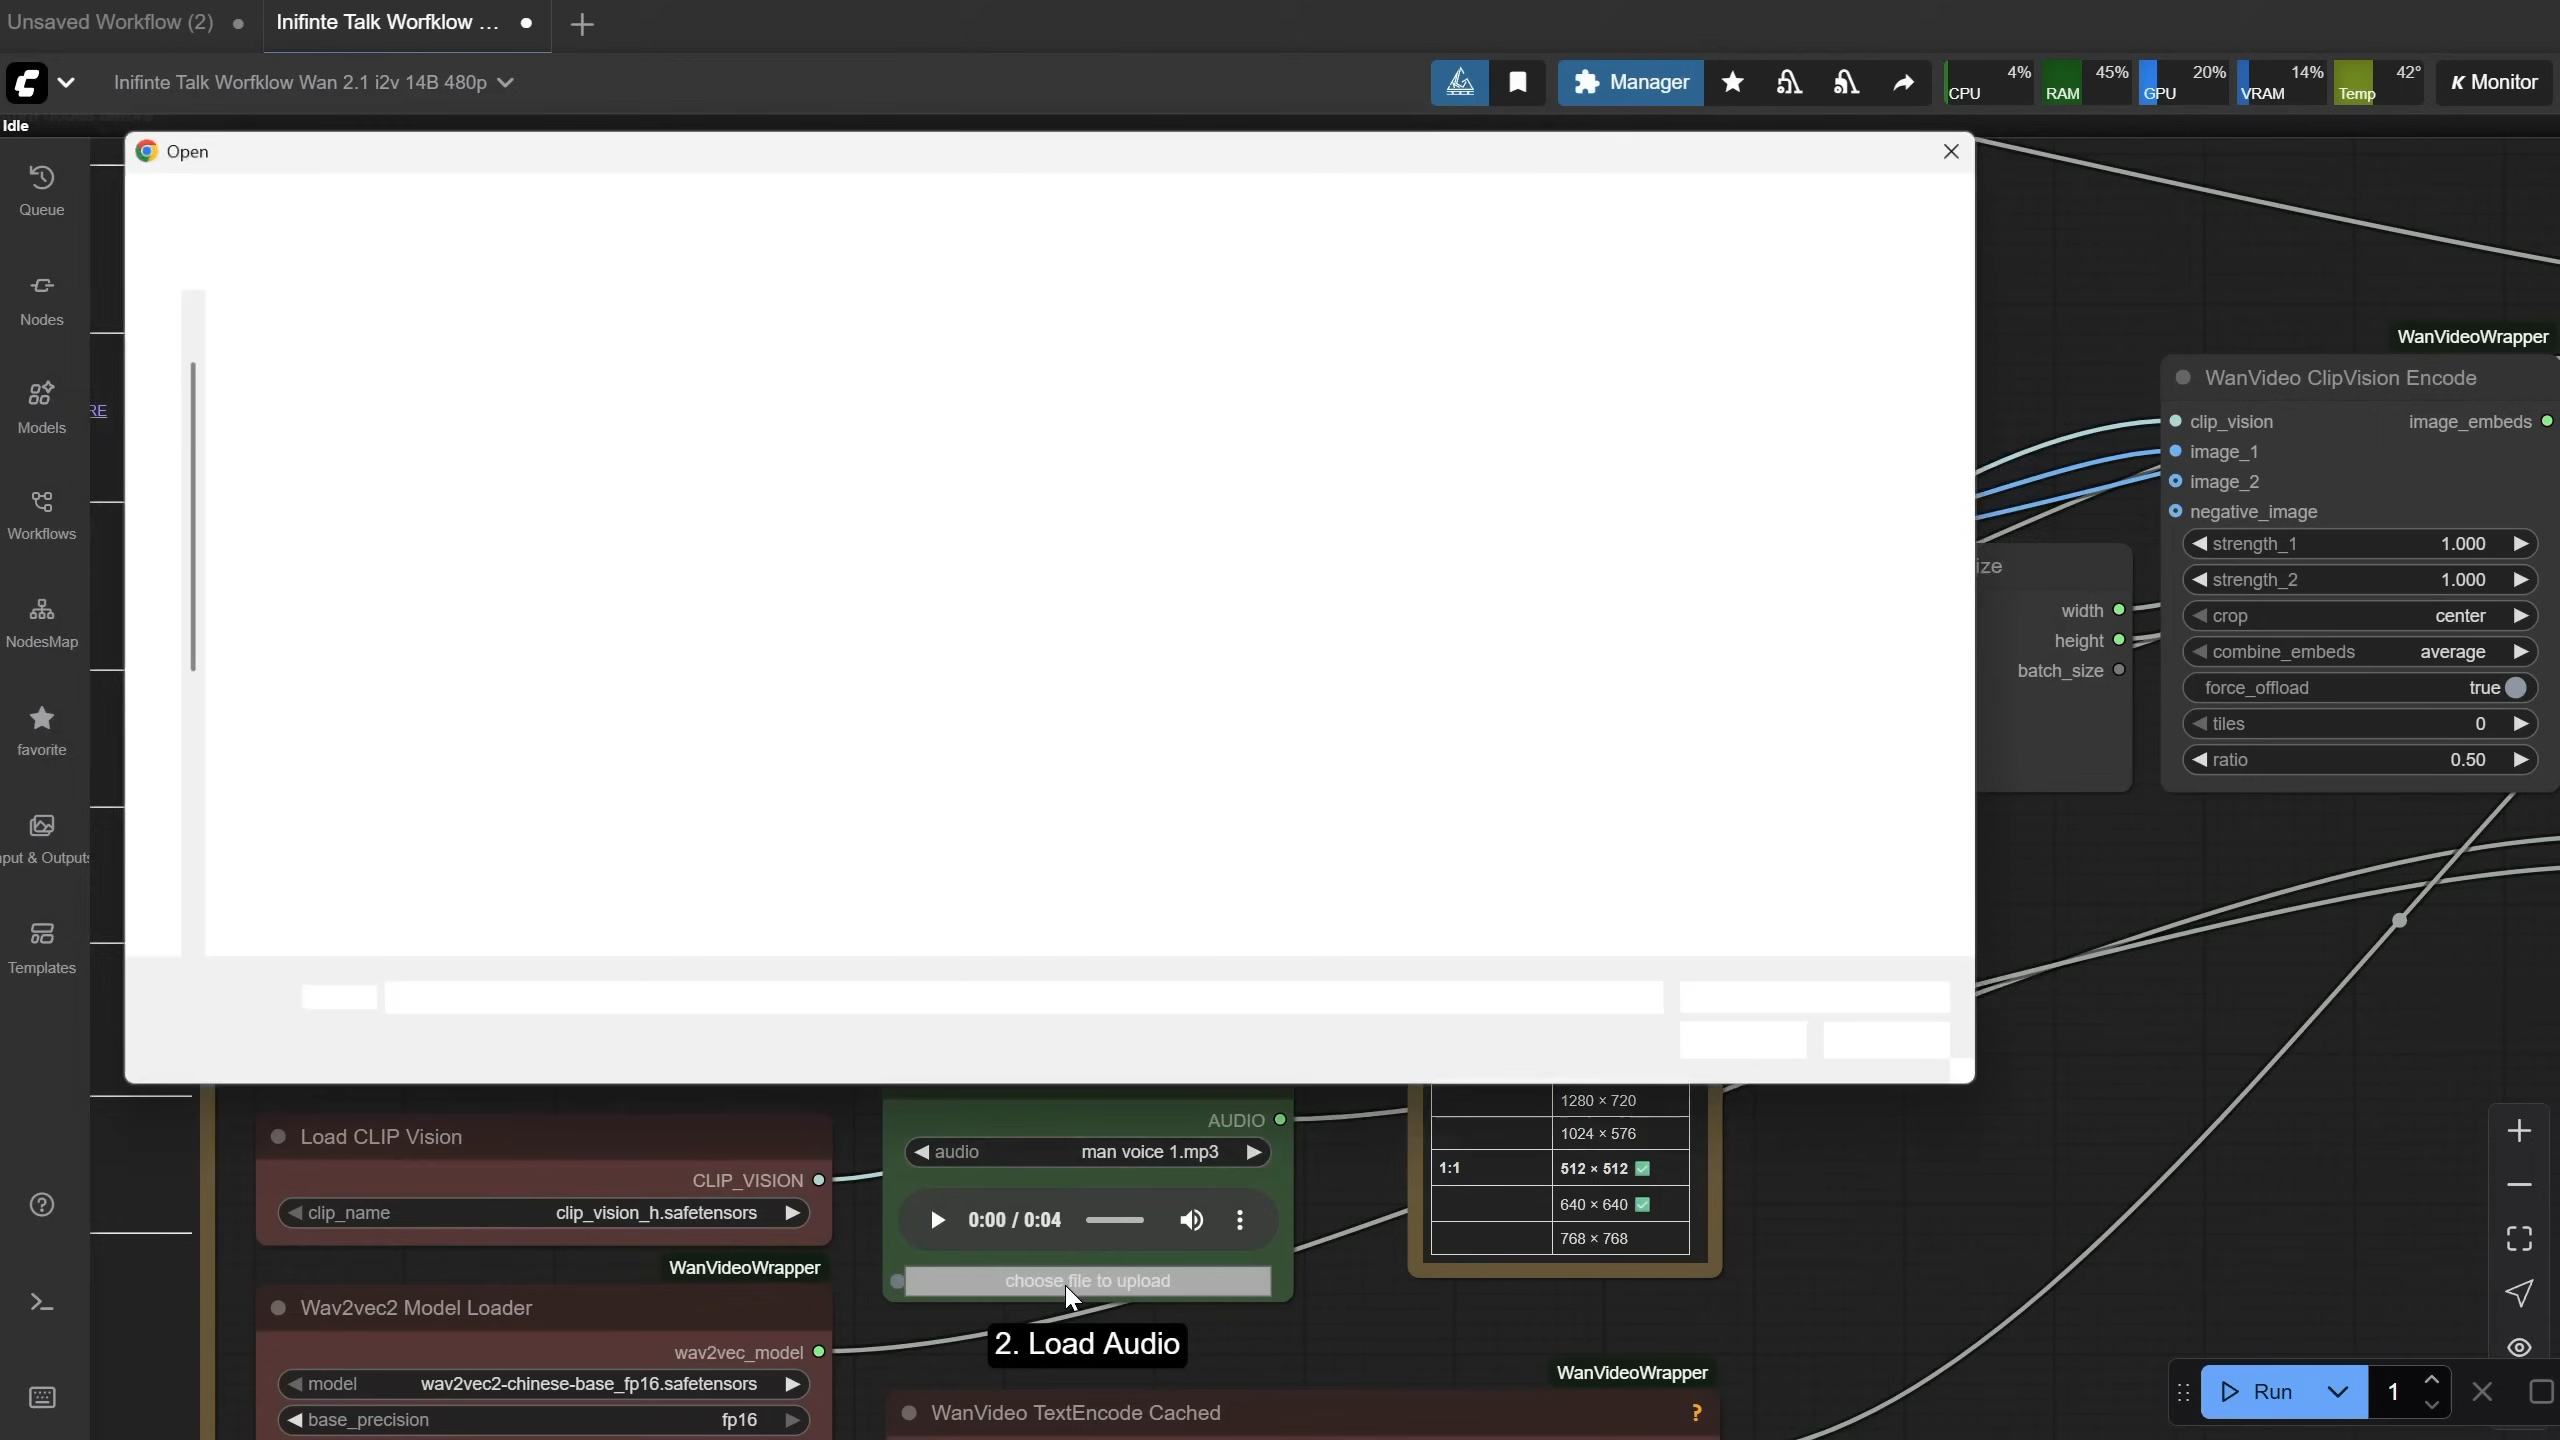 Unsaved Workflow (2)
Inifinte Talk Worfklow ...
Inifinte Talk Worfklow Wan 2.1 i2v 14B 480p
Manager
4%
CPU
45%
RAM
20%
GPU
14%
VRAM
42°
Temp
Monitor
Idle
Open
Queue
Nodes
Models
RE
Workflows
NodesMap
favorite
put & Output
Templates
WanVideoWrapper
WanVideo ClipVision Encode
clip_vision
image_embeds
image_1
image_2
negative_image
strength_1 1.000
strength_2 1.000
crop center
combine_embeds average
force_offload true
tiles 0
ratio 0.50
ize
width
height
batch_size
Load CLIP Vision
CLIP_VISION
clip_name clip_vision_h.safetensors
WanVideoWrapper
Wav2vec2 Model Loader
wav2vec_model
model wav2vec2-chinese-base_fp16.safetensors
base_precision fp16
AUDIO
audio man voice 1.mp3
0:00 / 0:04
choose file to upload
2. Load Audio
1280 × 720
1024 × 576
1:1 512 × 512 ✅
640 × 640 ✅
768 × 768
WanVideoWrapper
WanVideo TextEncode Cached ?
Run
1